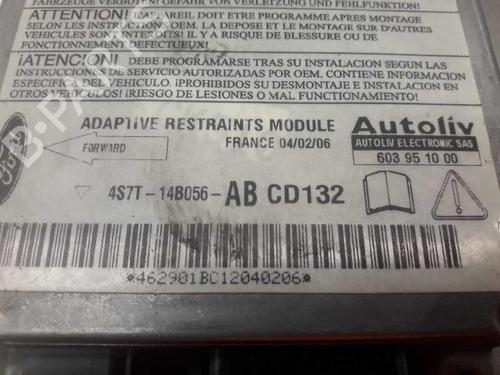 FAHRZEUGE VERBOTEN! GEFAHR VON VERLETZUNG UND FEHLFUNKTION!
ATTENTION! CET APPAREIL DOIT ETRE PROGRAMME APRES MONTAGE
SELON LES INSTRUCTIONS OEM. LA DEPOSE ET LE MONTAGE SUR D'AUTRES
VEHICULES SONT INTERDITS! IL Y A RISQUE DE BLESSURE OU DE
FONCTIONNEMENT DEFECTUEUX!
¡ATENCION! DEBE PROGRAMARSE TRAS SU INSTALACION SEGUN LAS
INSTRUCCIONES DE SERVICIO AUTORIZADAS POR OEM. CONTIENE INFORMACION
ESPECIFICA DEL VEHICULO. ¡PROHIBIDOS SU DESMONTAJE E INSTALACION EN
OTROS VEHICULOS! ¡RIESGO DE LESIONES O MAL FUNCIONAMIENTO!
Ford
FORWARD
ADAPTIVE RESTRAINTS MODULE
FRANCE 04/02/06
Autoliv
AUTOLIV ELECTRONIC SAS
603 95 10 00
4S7T-14B056-AB CD132
*462901BC12040206*